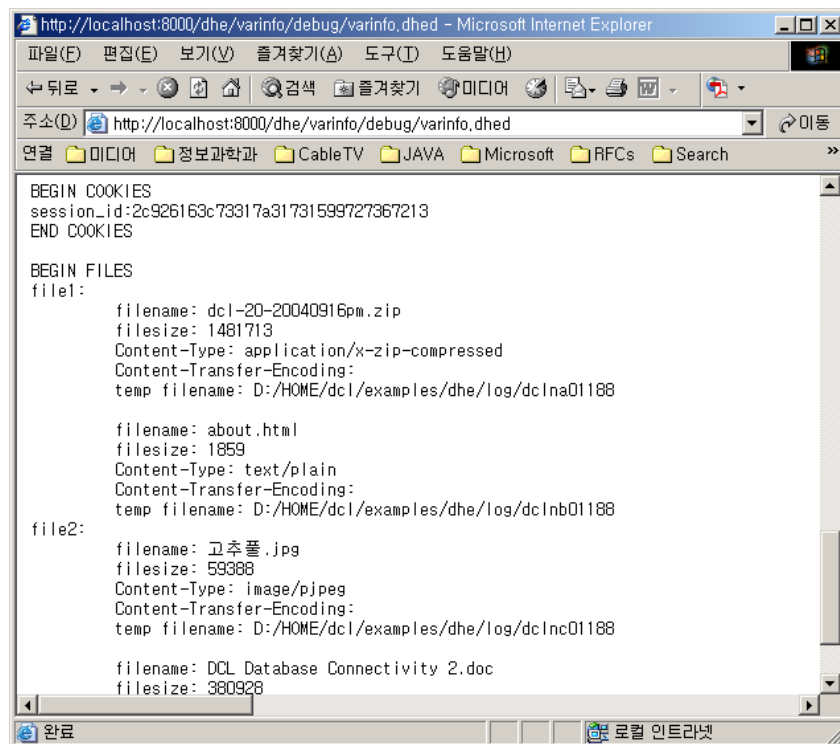 http://localhost:8000/dhe/varinfo/debug/varinfo.dhed - Microsoft Internet Explorer
파일(F) 편집(E) 보기(V) 즐겨찾기(A) 도구(T) 도움말(H)
뒤로 검색 즐겨찾기 미디어
주소(D) http://localhost:8000/dhe/varinfo/debug/varinfo.dhed 이동
연결 미디어 정보과학과 CableTV JAVA Microsoft RFCs Search »
BEGIN COOKIES
session_id:2c926163c73317a31731599727367213
END COOKIES
BEGIN FILES
file1:
filename: dcl-20-20040916pm.zip
filesize: 1481713
Content-Type: application/x-zip-compressed
Content-Transfer-Encoding:
temp filename: D:/HOME/dcl/examples/dhe/log/dclna01188
filename: about.html
filesize: 1859
Content-Type: text/plain
Content-Transfer-Encoding:
temp filename: D:/HOME/dcl/examples/dhe/log/dclnb01188
file2:
filename: 고추풀.jpg
filesize: 59388
Content-Type: image/pjpeg
Content-Transfer-Encoding:
temp filename: D:/HOME/dcl/examples/dhe/log/dclnc01188
filename: DCL Database Connectivity 2.doc
filesize: 380928
완료 로컬 인트라넷